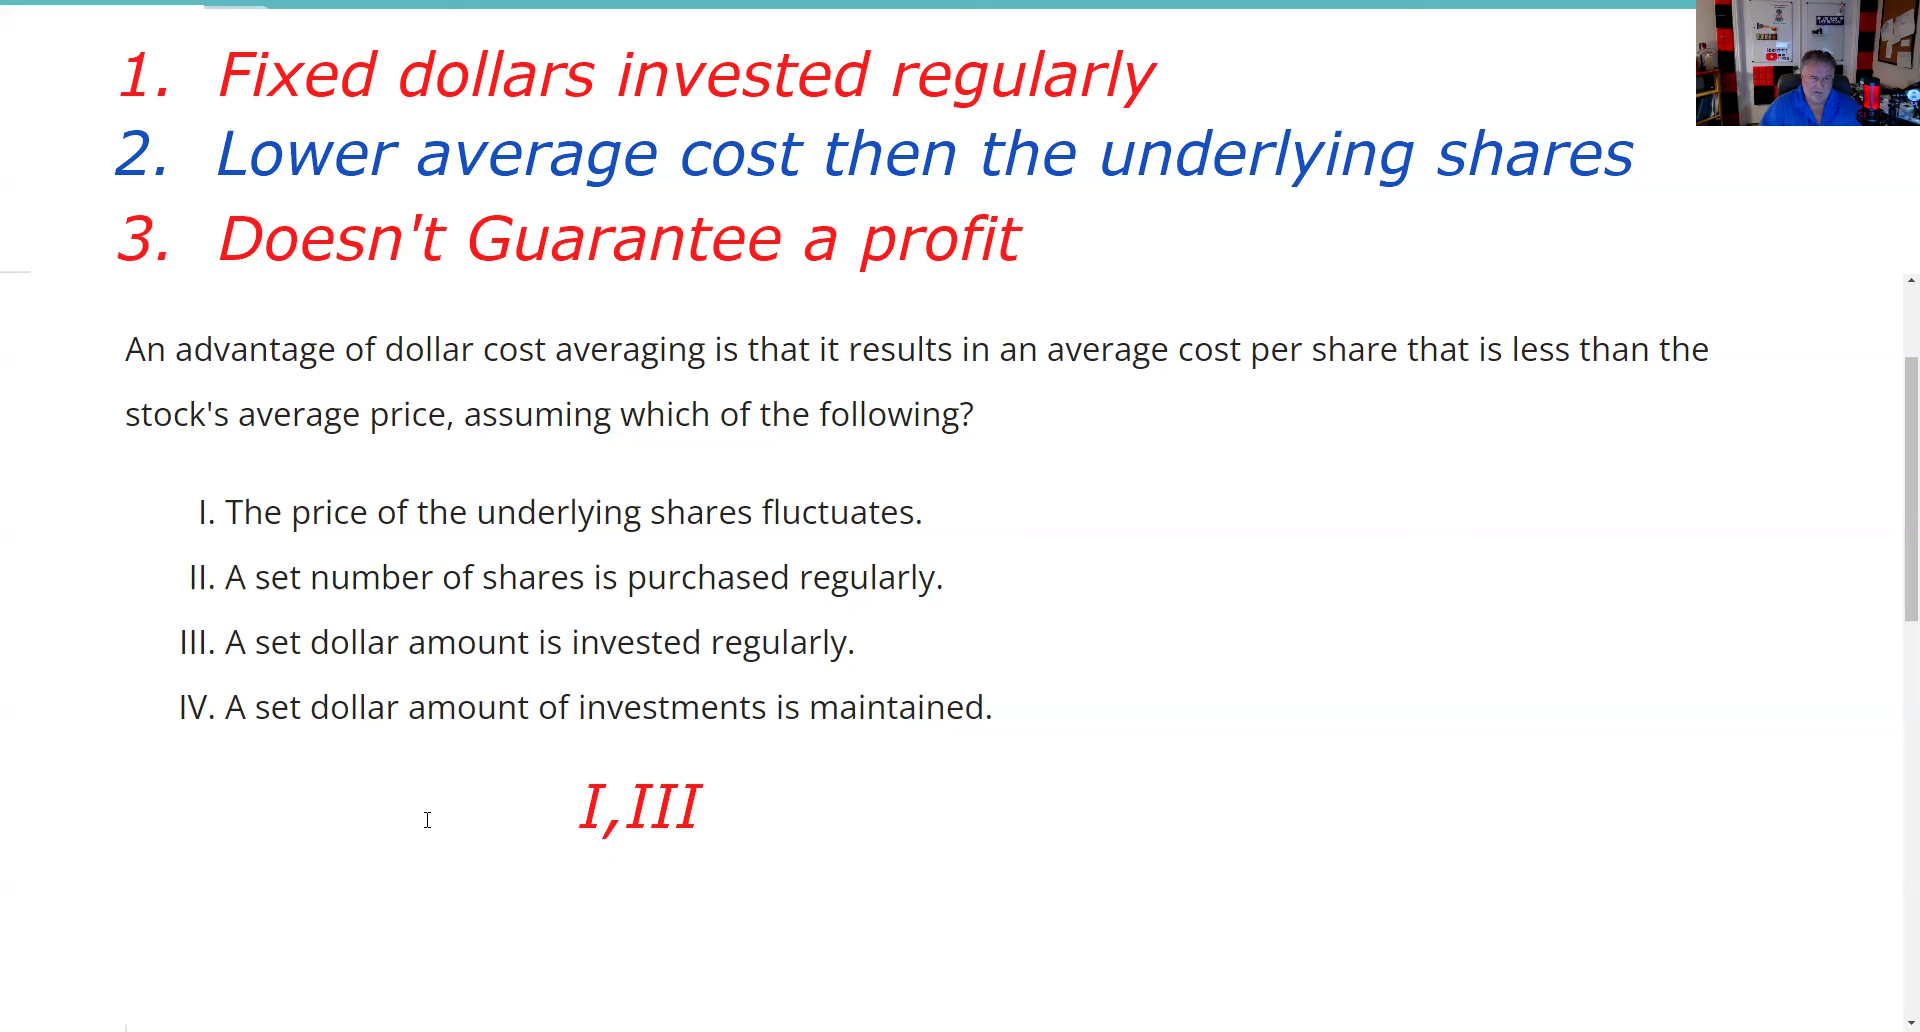 1. Fixed dollars invested regularly
2. Lower average cost then the underlying shares
3. Doesn't Guarantee a profit
An advantage of dollar cost averaging is that it results in an average cost per share that is less than the
stock's average price, assuming which of the following?
I. The price of the underlying shares fluctuates.
II. A set number of shares is purchased regularly.
III. A set dollar amount is invested regularly.
IV. A set dollar amount of investments is maintained.
I,III